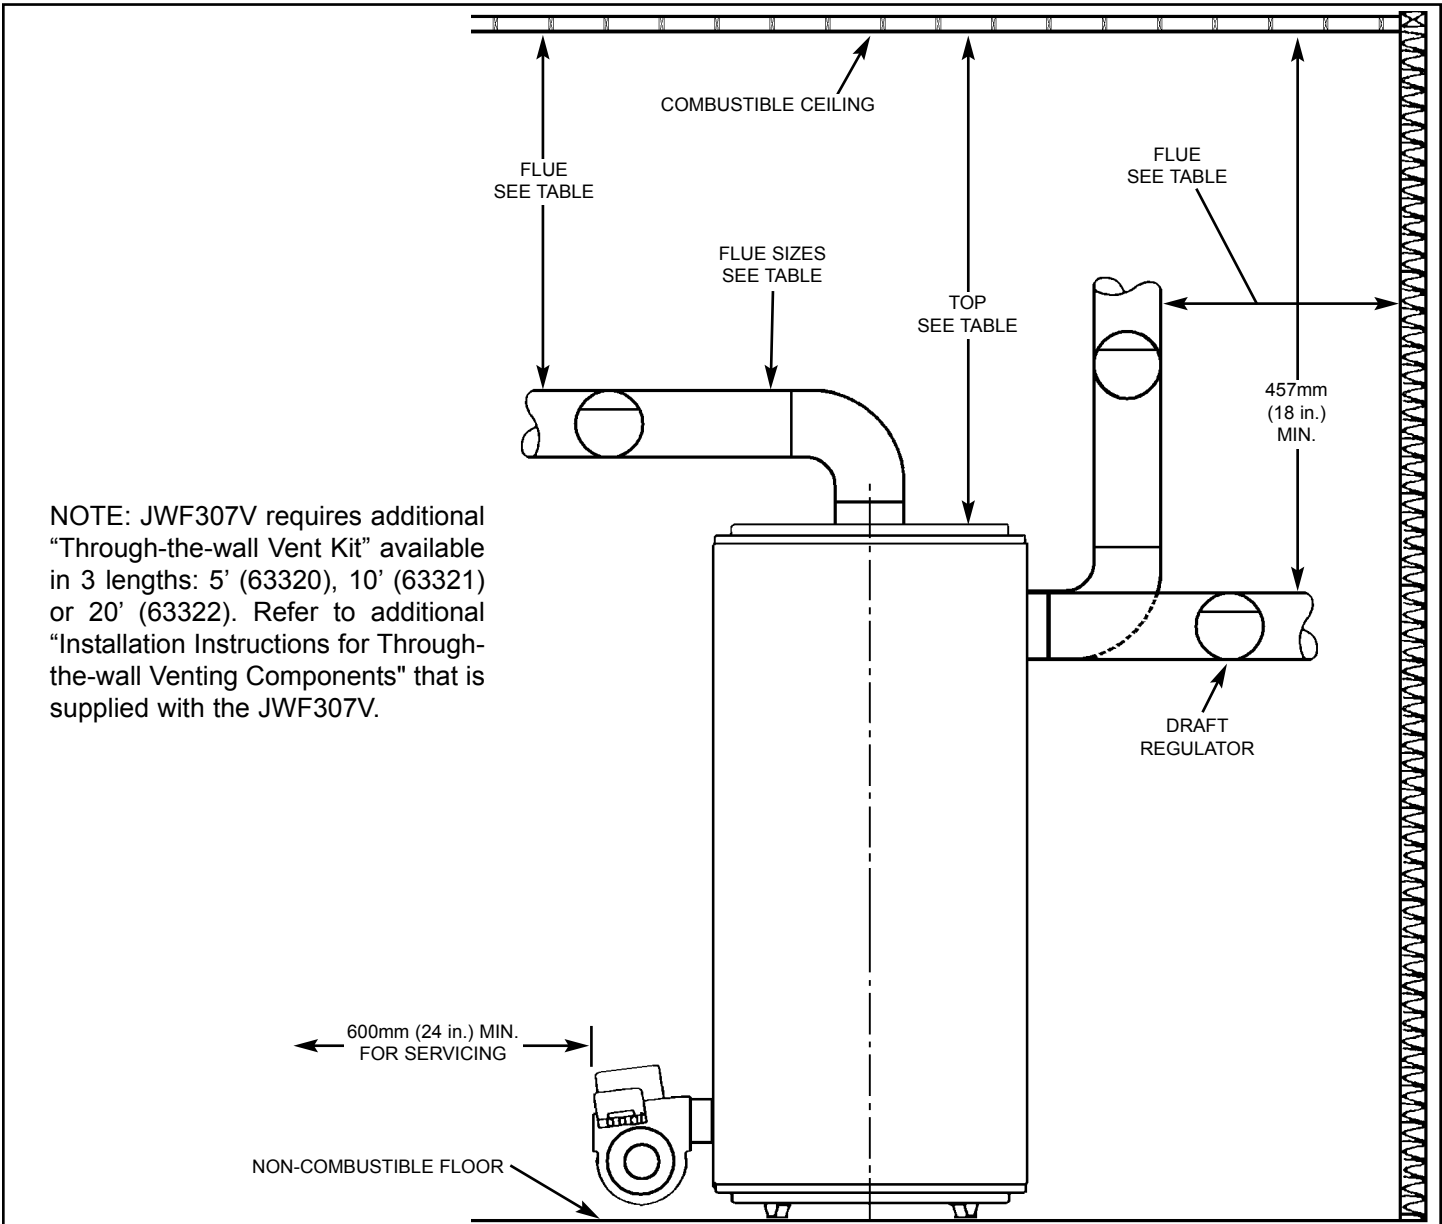 COMBUSTIBLE CEILING
FLUE
SEE TABLE
FLUE
SEE TABLE
FLUE SIZES
SEE TABLE
TOP
SEE TABLE
457mm
(18 in.)
MIN.
NOTE: JWF307V requires additional
“Through-the-wall Vent Kit” available
in 3 lengths: 5’ (63320), 10’ (63321)
or 20’ (63322). Refer to additional
“Installation Instructions for Through-
the-wall Venting Components" that is
supplied with the JWF307V.
DRAFT
REGULATOR
600mm (24 in.) MIN.
FOR SERVICING
NON-COMBUSTIBLE FLOOR